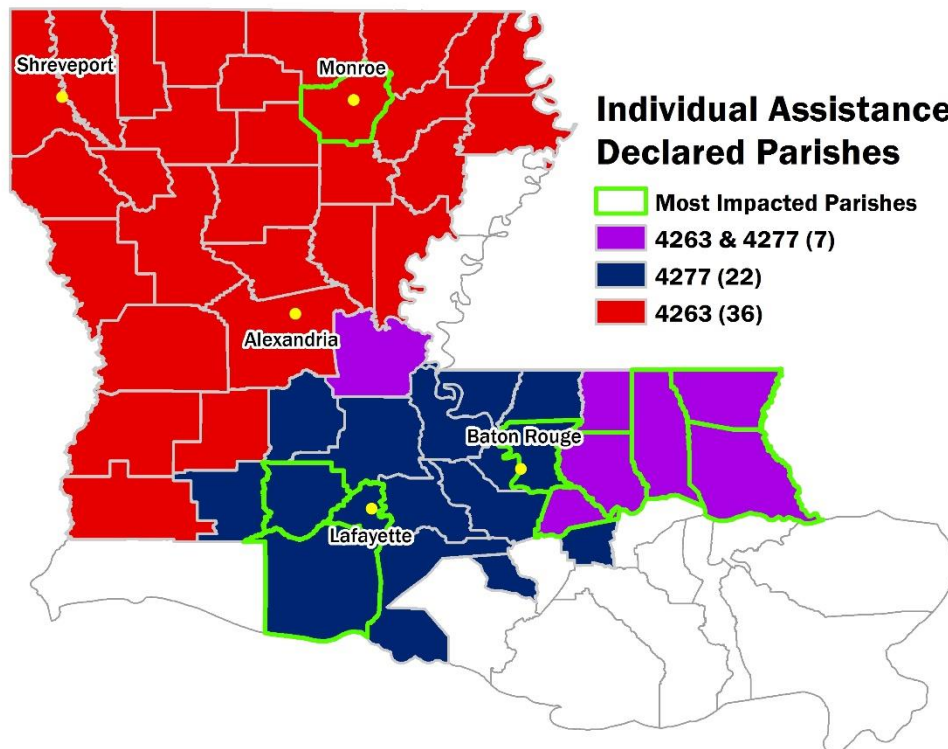 Shreveport
Monroe
Individual Assistance
Declared Parishes
Most Impacted Parishes
4263 & 4277 (7)
4277 (22)
4263 (36)
Alexandria
Baton Rouge
Lafayette